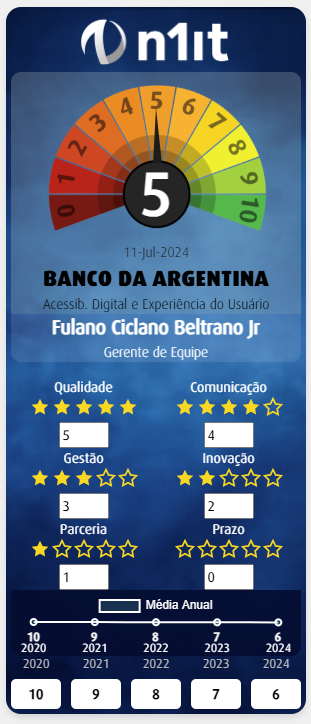 n1it
0 1 2 3 4 5 6 7 8 9 10
5
11-Jul-2024
BANCO DA ARGENTINA
Acessib. Digital e Experiência do Usuário
Fulano Ciclano Beltrano Jr
Gerente de Equipe
Qualidade Comunicação
5 4
Gestão Inovação
3 2
Parceria Prazo
1 0
Média Anual
10 9 8 7 6
2020 2021 2022 2023 2024
2020 2021 2022 2023 2024
10 9 8 7 6